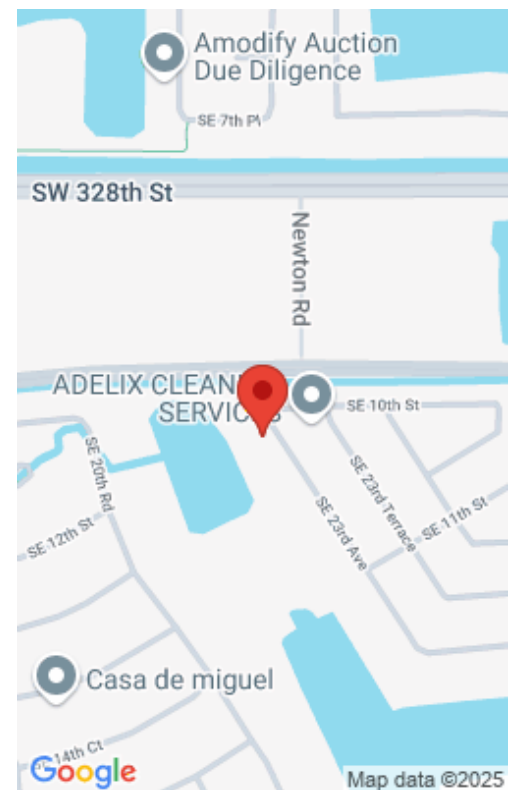 Amodify Auction
Due Diligence
SE 7th Pl
SW 328th St
Newton Rd
ADELIX CLEAN
SERVIC
SE 10th St
SE 20th Rd
SE 23rd Terrace
SE 23rd Ave
SE 11th St
SE 12th St
Casa de miguel
SE 14th Ct
Google
Map data ©2025